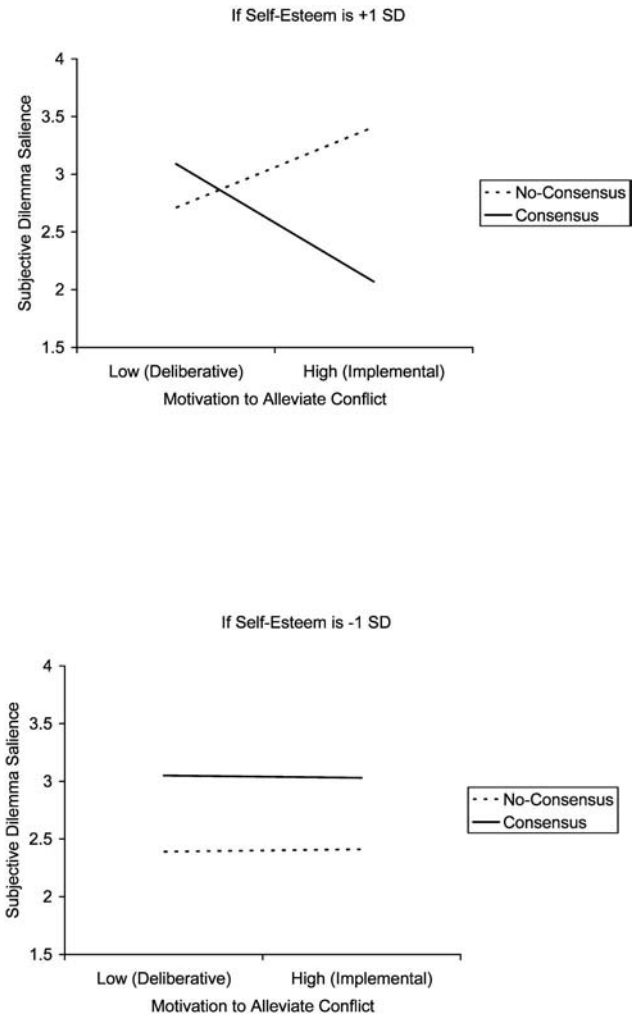 If Self-Esteem is +1 SD
4
3.5
3
2.5
2
1.5
Subjective Dilemma Salience
No-Consensus
Consensus
Low (Deliberative) High (Implemental)
Motivation to Alleviate Conflict
If Self-Esteem is -1 SD
4
3.5
3
2.5
2
1.5
Subjective Dilemma Salience
No-Consensus
Consensus
Low (Deliberative) High (Implemental)
Motivation to Alleviate Conflict